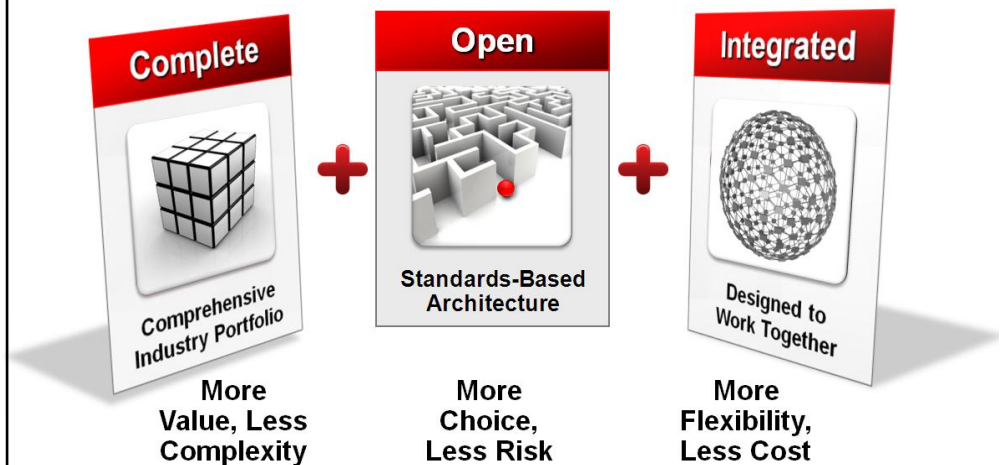 Complete
Comprehensive
Industry Portfolio
More
Value, Less
Complexity
Open
Standards-Based
Architecture
More
Choice,
Less Risk
Integrated
Designed to
Work Together
More
Flexibility,
Less Cost